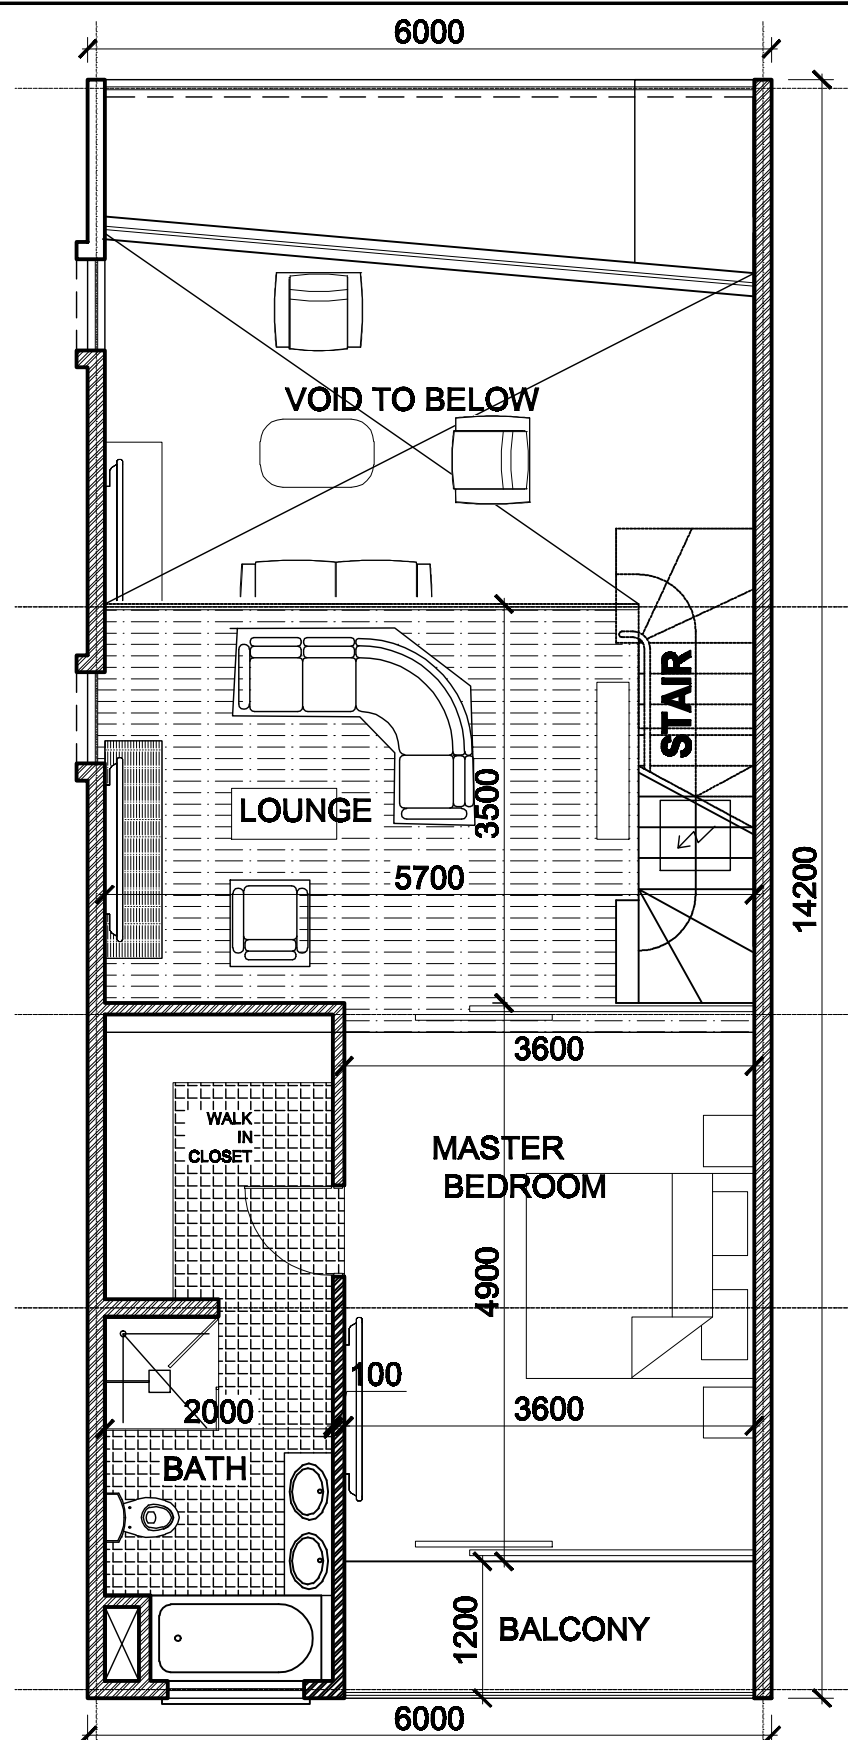 6000
VOID TO BELOW
STAIR
3500
LOUNGE
5700
14200
3600
WALK
IN
CLOSET
MASTER
BEDROOM
4900
100
2000
3600
BATH
1200
BALCONY
6000